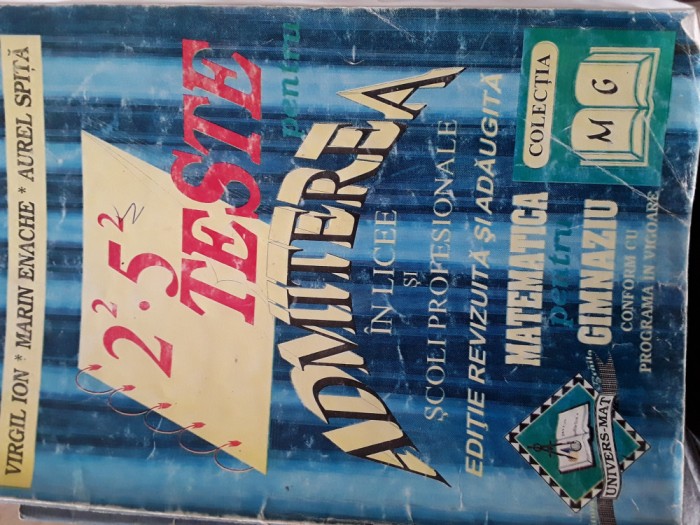 VIRGIL ION * MARIN ENACHE * AUREL SPIȚĂ
2²·5²
TESTE
pentru
ADMITEREA
ÎN LICEE
ȘI
ȘCOLI PROFESIONALE
EDIȚIE REVIZUITĂ ȘI ADĂUGITĂ
MATEMATICA
pentru
GIMNAZIU
CONFORM CU
PROGRAMA IN VIGOARE
COLECȚIA
M G
UNIVERS-MAT